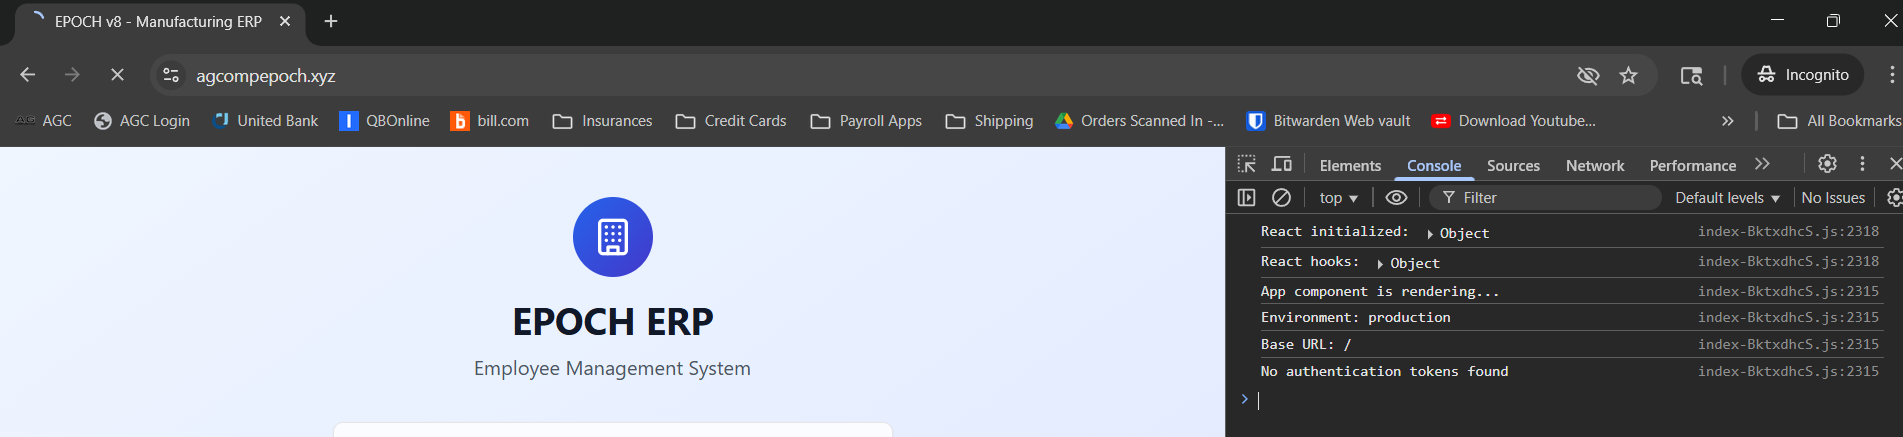 EPOCH v8 - Manufacturing ERP
agcompepoch.xyz
Incognito
AGC
AGC Login
United Bank
QBOnline
bill.com
Insurances
Credit Cards
Payroll Apps
Shipping
Orders Scanned In -...
Bitwarden Web vault
Download Youtube...
All Bookmarks
EPOCH ERP
Employee Management System
Elements Console Sources Network Performance
top Filter Default levels No Issues
React initialized: Object index-BktxdhcS.js:2318
React hooks: Object index-BktxdhcS.js:2318
App component is rendering... index-BktxdhcS.js:2315
Environment: production index-BktxdhcS.js:2315
Base URL: / index-BktxdhcS.js:2315
No authentication tokens found index-BktxdhcS.js:2315